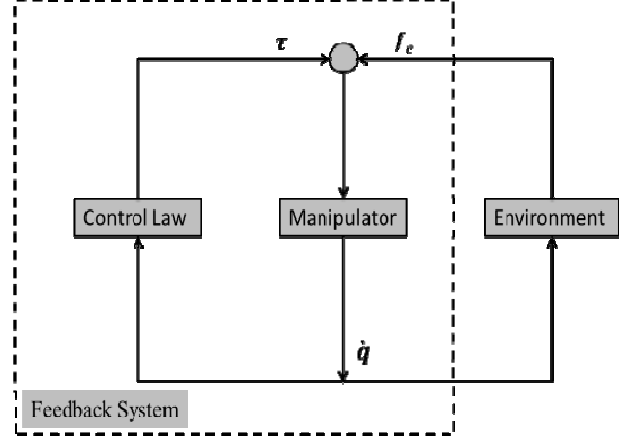 τ
f_e
Control Law
Manipulator
Environment
q̇
Feedback System